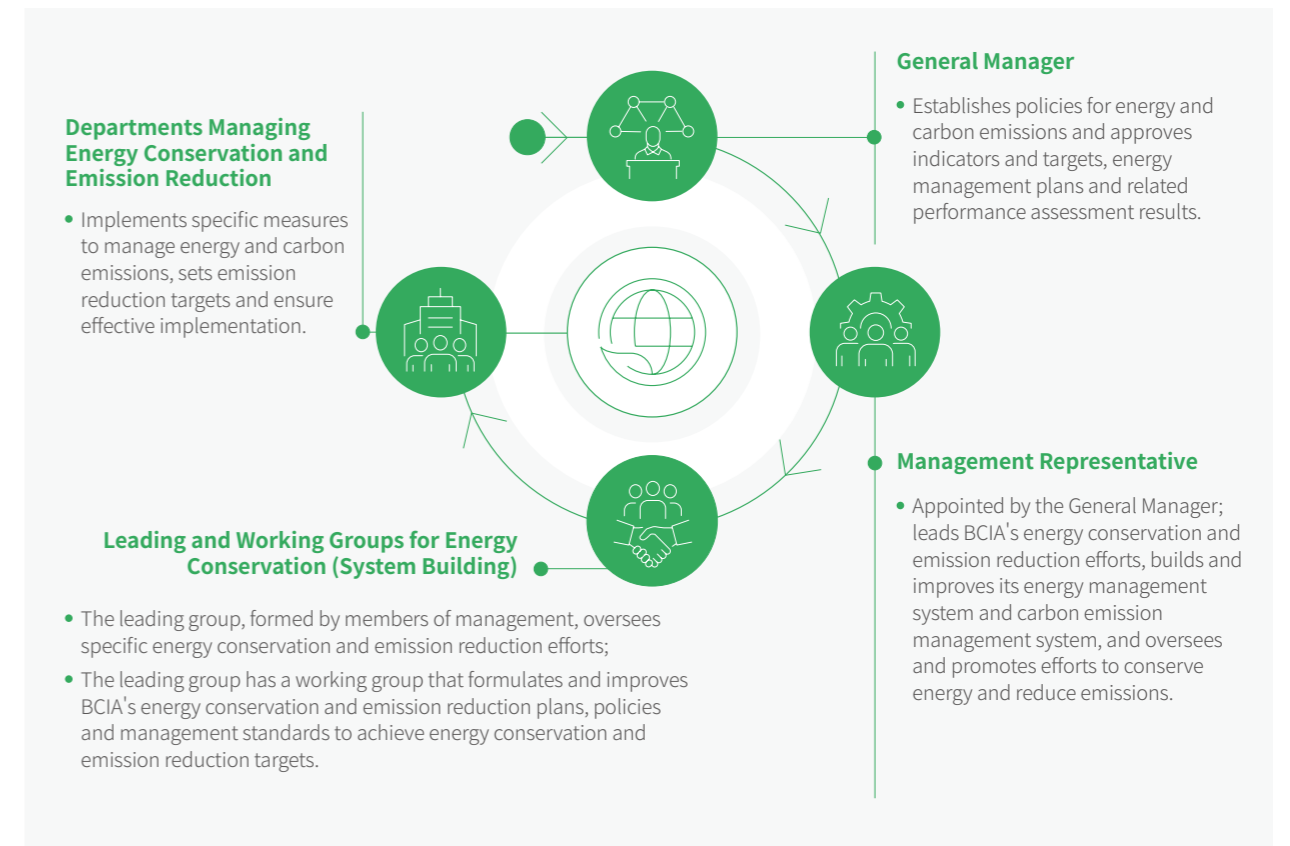 General Manager
• Establishes policies for energy and
carbon emissions and approves
indicators and targets, energy
management plans and related
performance assessment results.
Management Representative
• Appointed by the General Manager;
leads BCIA's energy conservation and
emission reduction efforts, builds and
improves its energy management
system and carbon emission
management system, and oversees
and promotes efforts to conserve
energy and reduce emissions.
Leading and Working Groups for Energy
Conservation (System Building)
• The leading group, formed by members of management, oversees
specific energy conservation and emission reduction efforts;
• The leading group has a working group that formulates and improves
BCIA's energy conservation and emission reduction plans, policies
and management standards to achieve energy conservation and
emission reduction targets.
Departments Managing
Energy Conservation and
Emission Reduction
• Implements specific measures
to manage energy and carbon
emissions, sets emission
reduction targets and ensure
effective implementation.